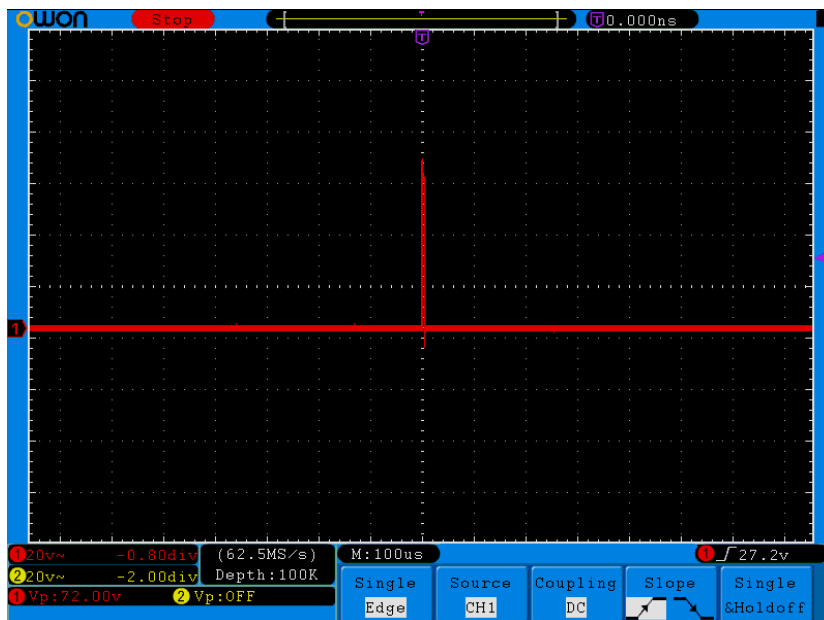 OWON Stop T 0.000ns
T
1
1 20v~ -0.80div (62.5MS/s) M:100us 1 27.2v
2 20v~ -2.00div Depth:100K
1 Vp:72.00v 2 Vp:OFF
Single Source Coupling Slope Single
Edge CH1 DC &Holdoff